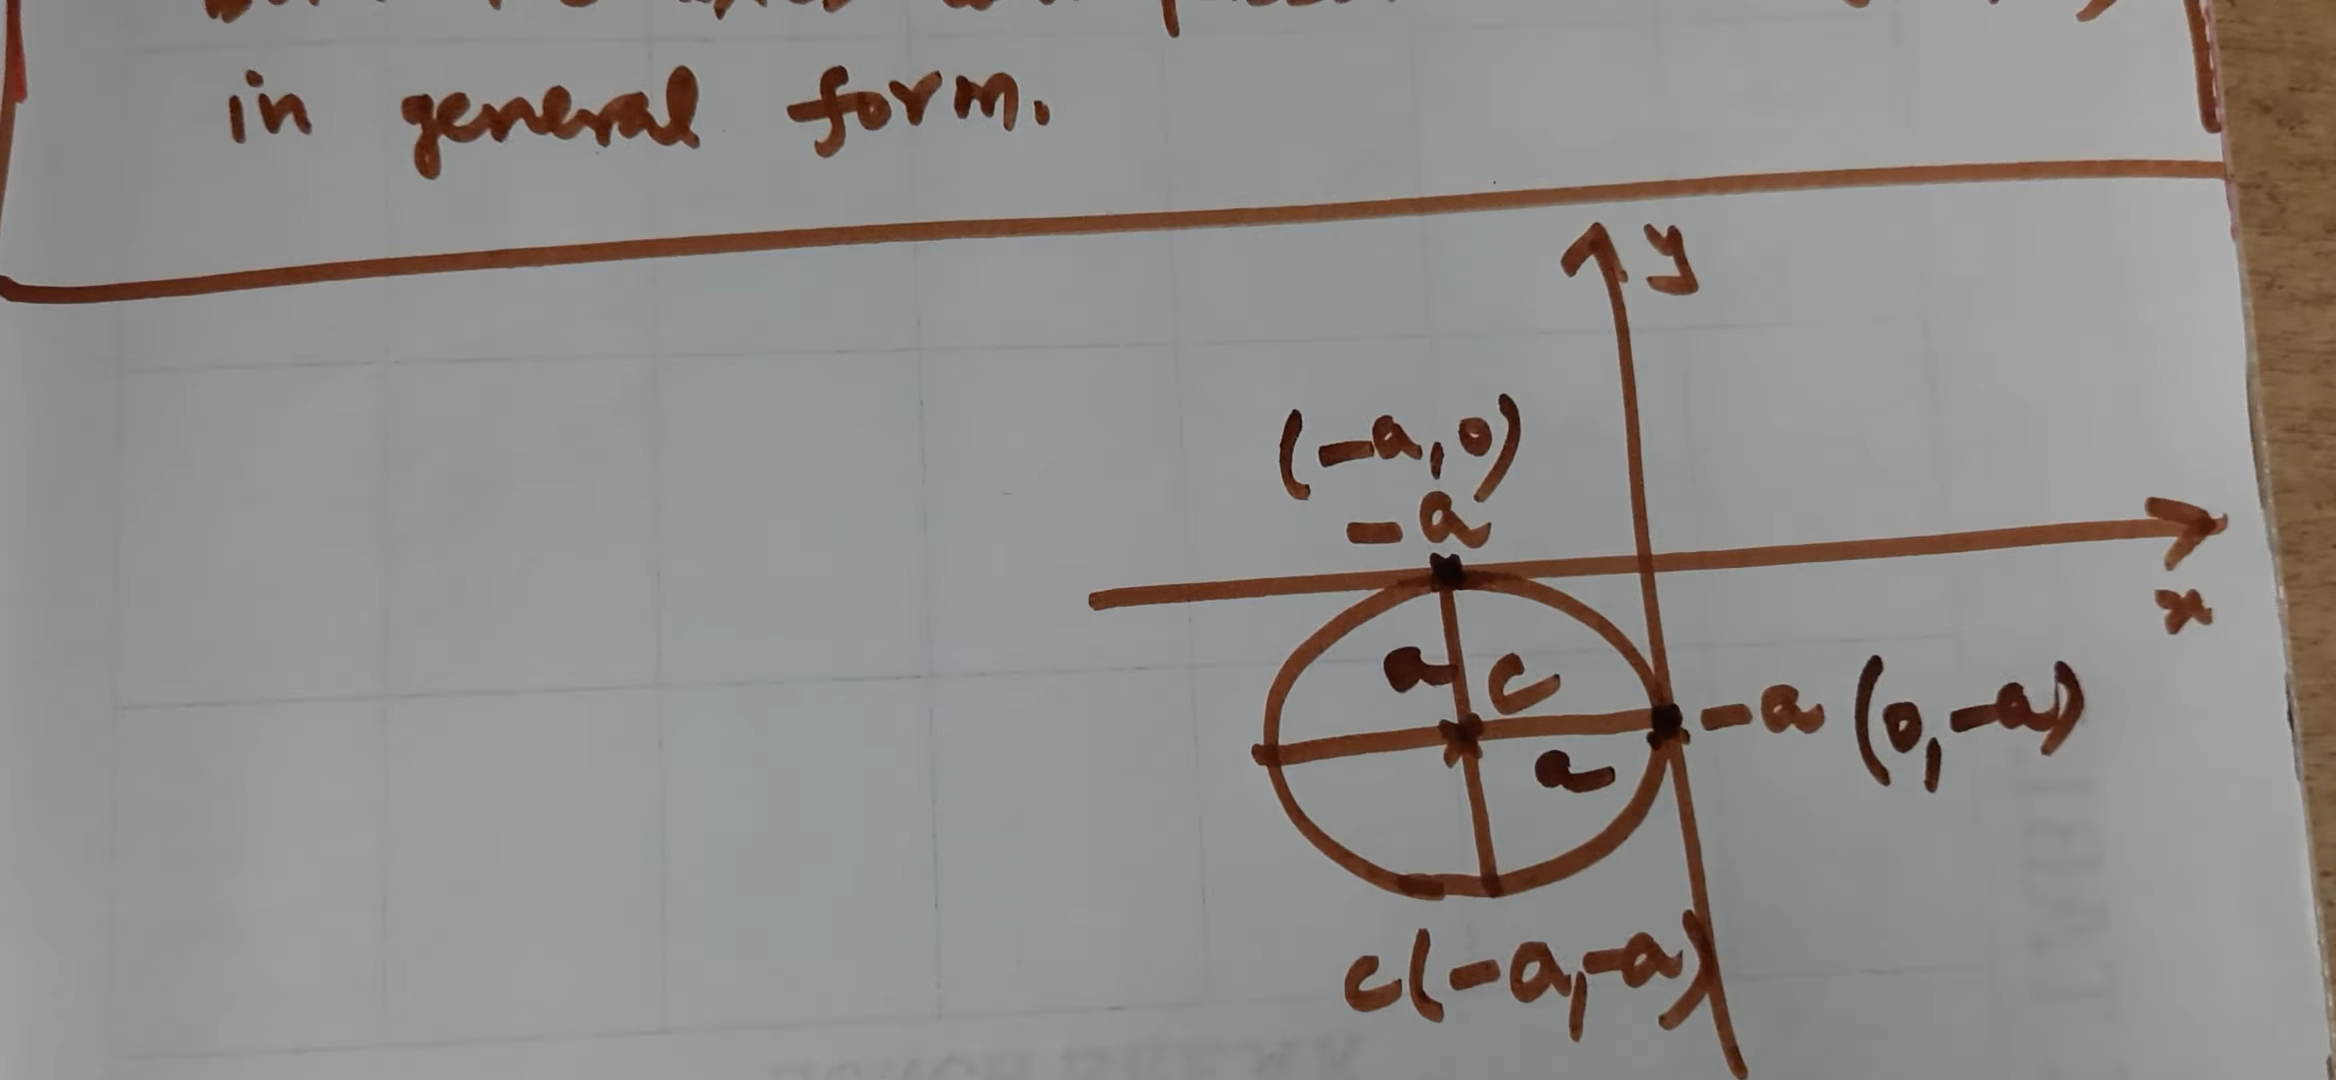 in general form.
y
(-a,0)
-a
x
a
c
-a (0,-a)
a
c(-a,-a)